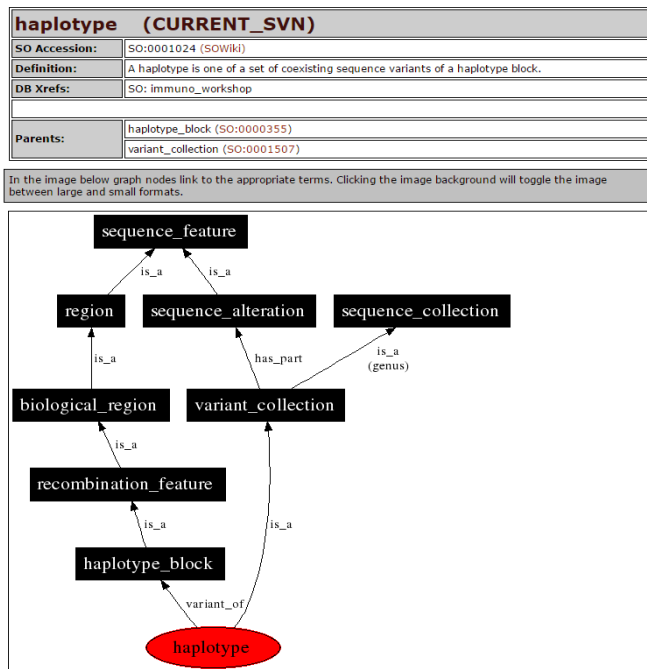 haplotype (CURRENT_SVN)
SO Accession: SO:0001024 (SOWiki)
Definition: A haplotype is one of a set of coexisting sequence variants of a haplotype block.
DB Xrefs: SO: immuno_workshop
Parents: haplotype_block (SO:0000355)
variant_collection (SO:0001507)
In the image below graph nodes link to the appropriate terms. Clicking the image background will toggle the image
between large and small formats.
sequence_feature
is_a is_a
region sequence_alteration sequence_collection
is_a has_part is_a
(genus)
biological_region variant_collection
is_a
recombination_feature
is_a is_a
haplotype_block
variant_of
haplotype